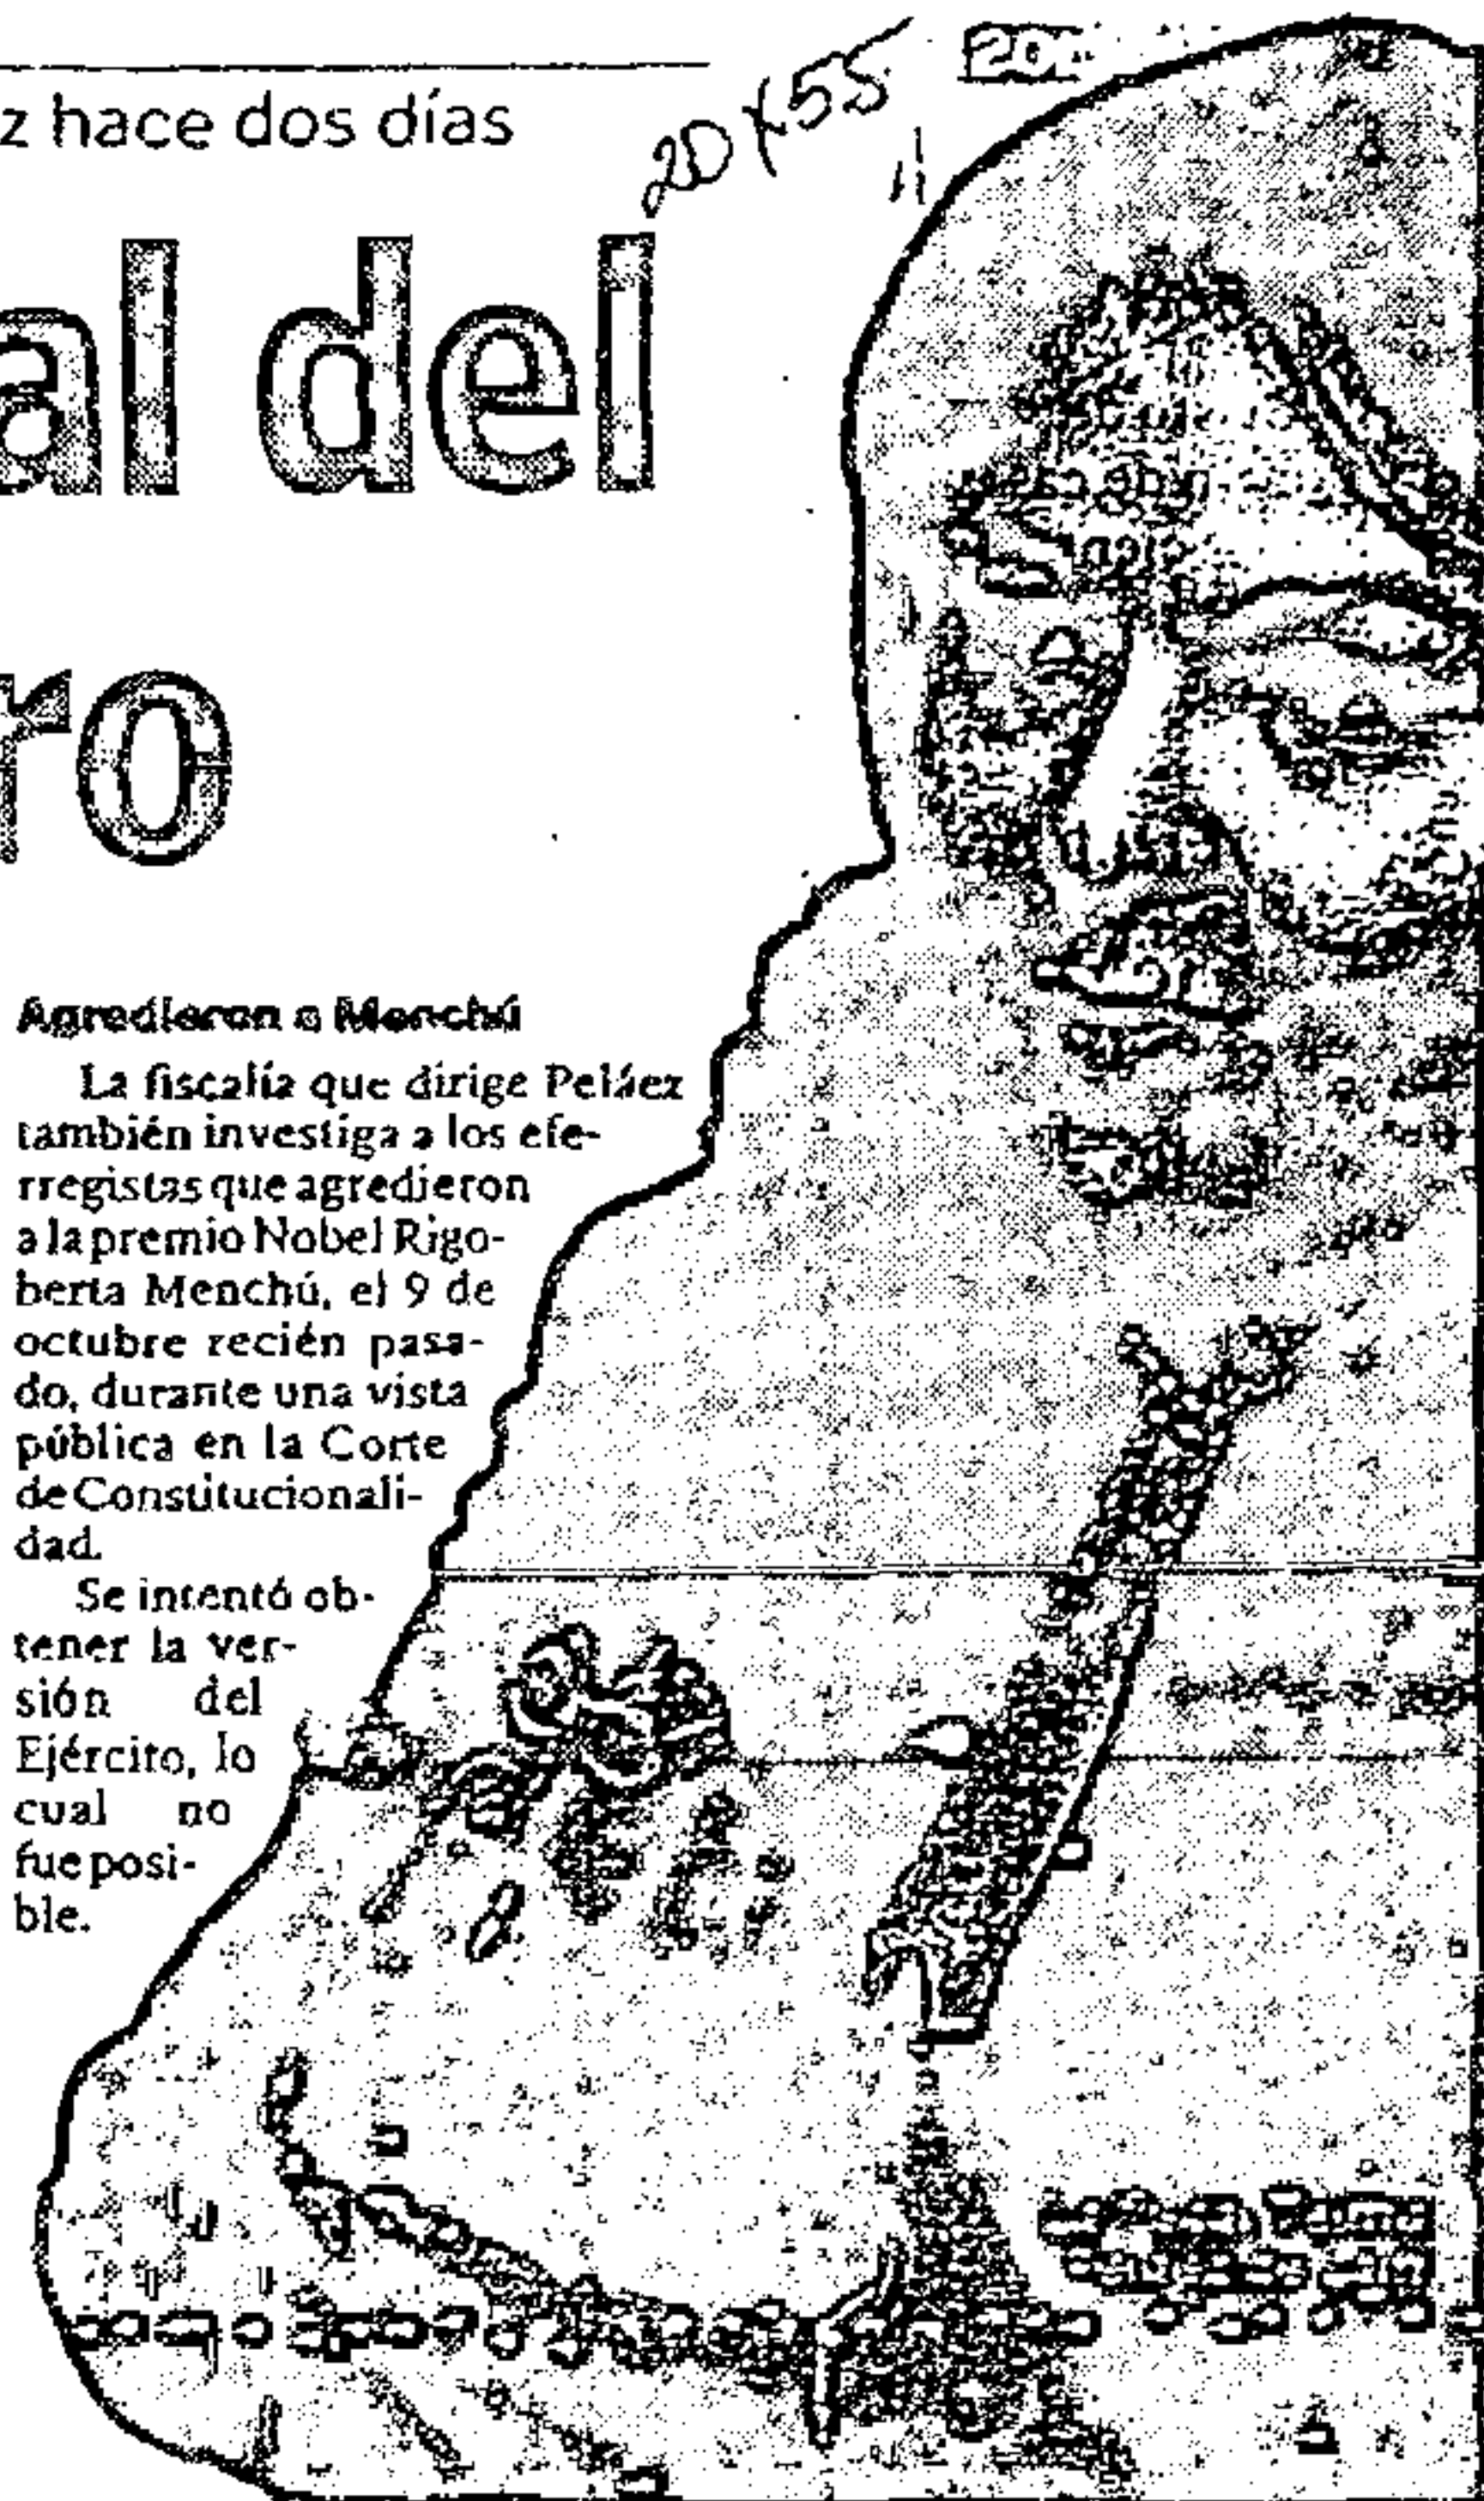 z hace dos días
20 x 55
20
al del
ro
Agredieron a Menchú
La fiscalía que dirige Peláez
también investiga a los efe-
rregistas que agredieron
a la premio Nobel Rigo-
berta Menchú, el 9 de
octubre recién pasa-
do, durante una vista
pública en la Corte
de Constitucionali-
dad.
Se intentó ob-
tener la ver-
sión del
Ejército, lo
cual no
fue posi-
ble.